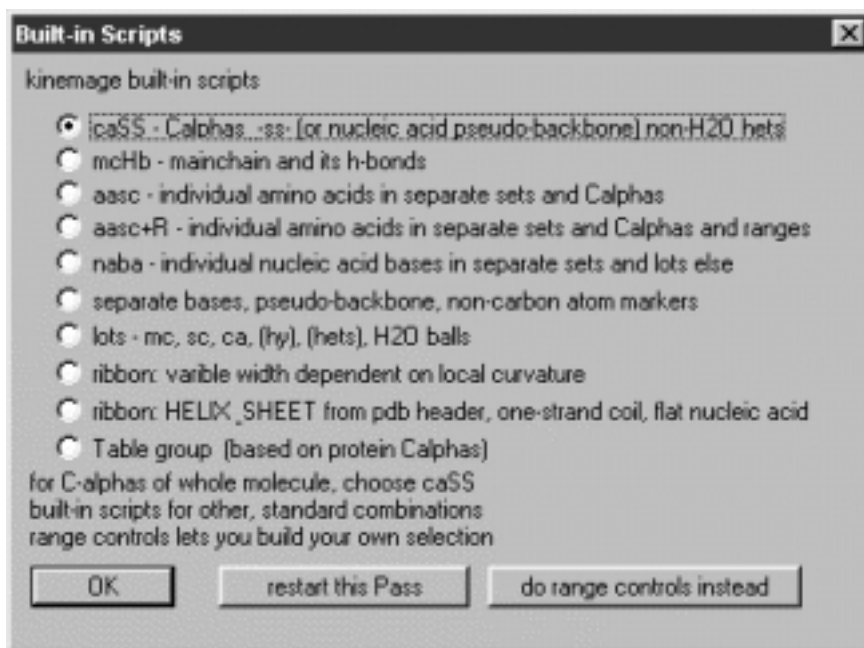 Built-in Scripts
kinemage built-in scripts
caSS - Calphas -ss- (or nucleic acid pseudo-backbone) non-H2O hets
mcHb - mainchain and its h-bonds
aasc - individual amino acids in separate sets and Calphas
aasc+R - individual amino acids in separate sets and Calphas and ranges
naba - individual nucleic acid bases in separate sets and lots else
separate bases, pseudo-backbone, non-carbon atom markers
lots - mc, sc, ca, (hy), (hets), H2O balls
ribbon: varible width dependent on local curvature
ribbon: HELIX_SHEET from pdb header, one-strand coil, flat nucleic acid
Table group (based on protein Calphas)
for C-alphas of whole molecule, choose caSS
built-in scripts for other, standard combinations
range controls lets you build your own selection
OK restart this Pass do range controls instead